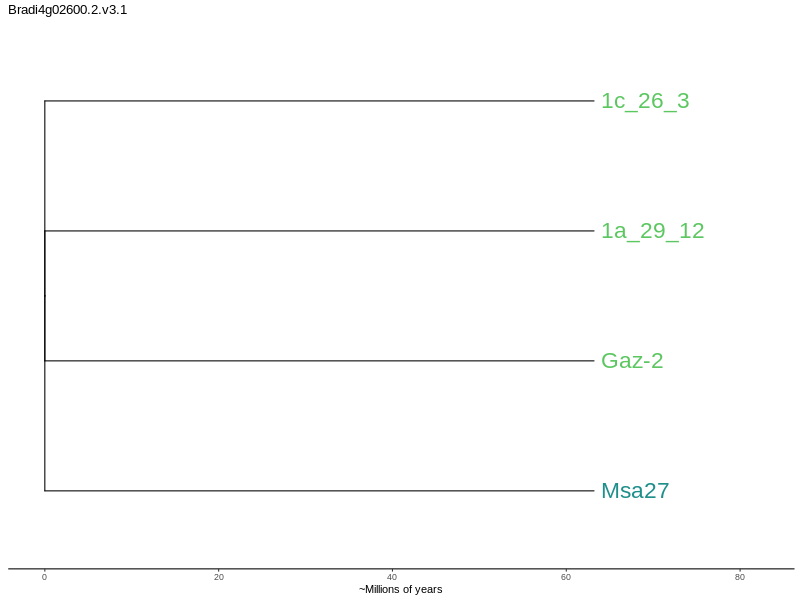 Bradi4g02600.2.v3.1
1c_26_3
1a_29_12
Gaz-2
Msa27
0 20 40 60 80
~Millions of years